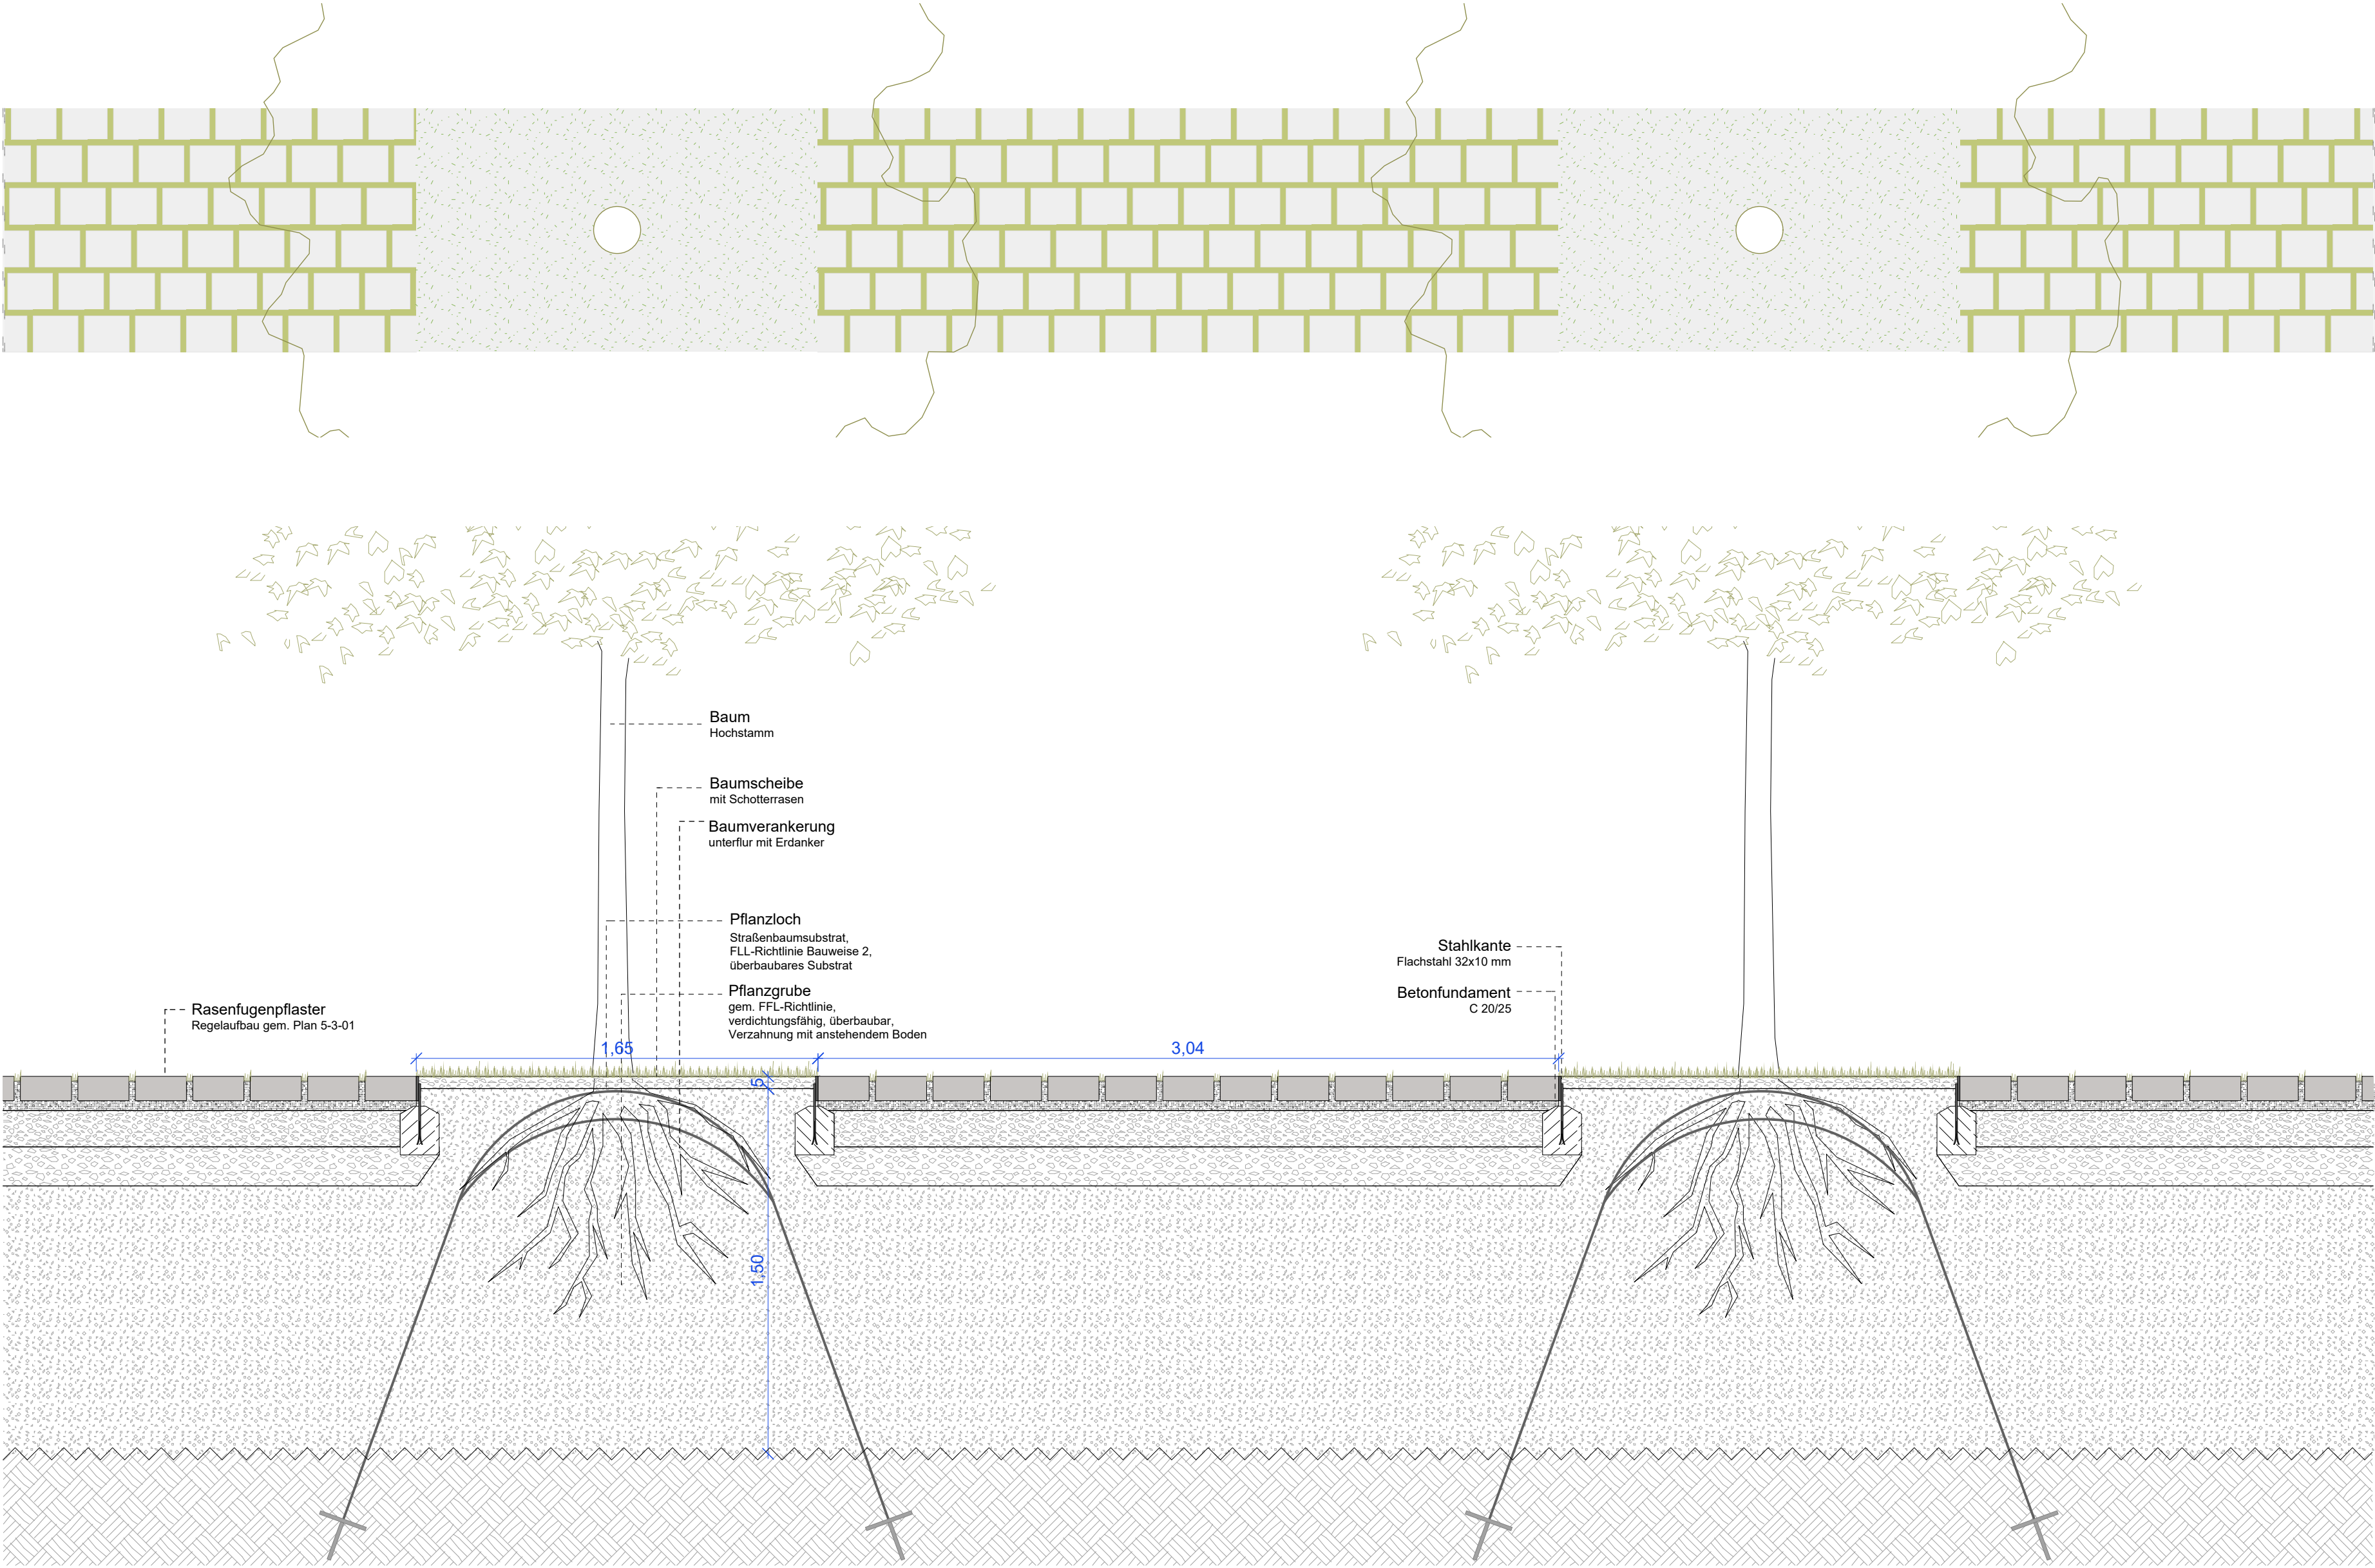 Baum
Hochstamm
Baumscheibe
mit Schotterrasen
Baumverankerung
unterflur mit Erdanker
Pflanzloch
Straßenbaumsubstrat,
FLL-Richtlinie Bauweise 2,
überbaubares Substrat
Stahlkante
Flachstahl 32x10 mm
Pflanzgrube
gem. FFL-Richtlinie,
verdichtungsfähig, überbaubar,
Verzahnung mit anstehendem Boden
Betonfundament
C 20/25
Rasenfugenpflaster
Regelaufbau gem. Plan 5-3-01
1,65
3,04
5
1,50